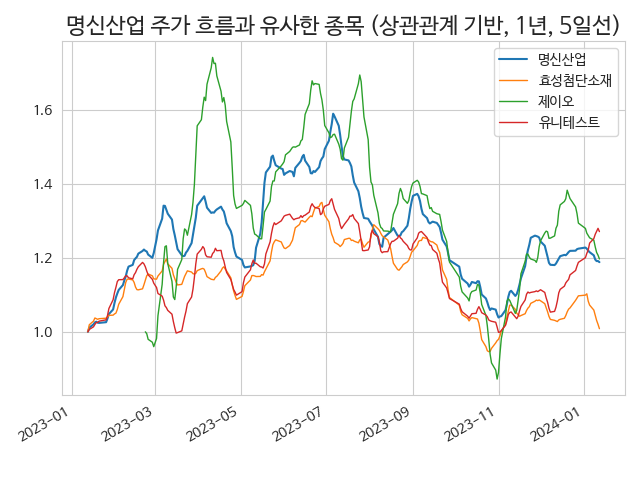 명신산업 주가 흐름과 유사한 종목 (상관관계 기반, 1년, 5일선)
명신산업
효성첨단소재
제이오
유니테스트
1.6
1.4
1.2
1.0
2023-01
2023-03
2023-05
2023-07
2023-09
2023-11
2024-01